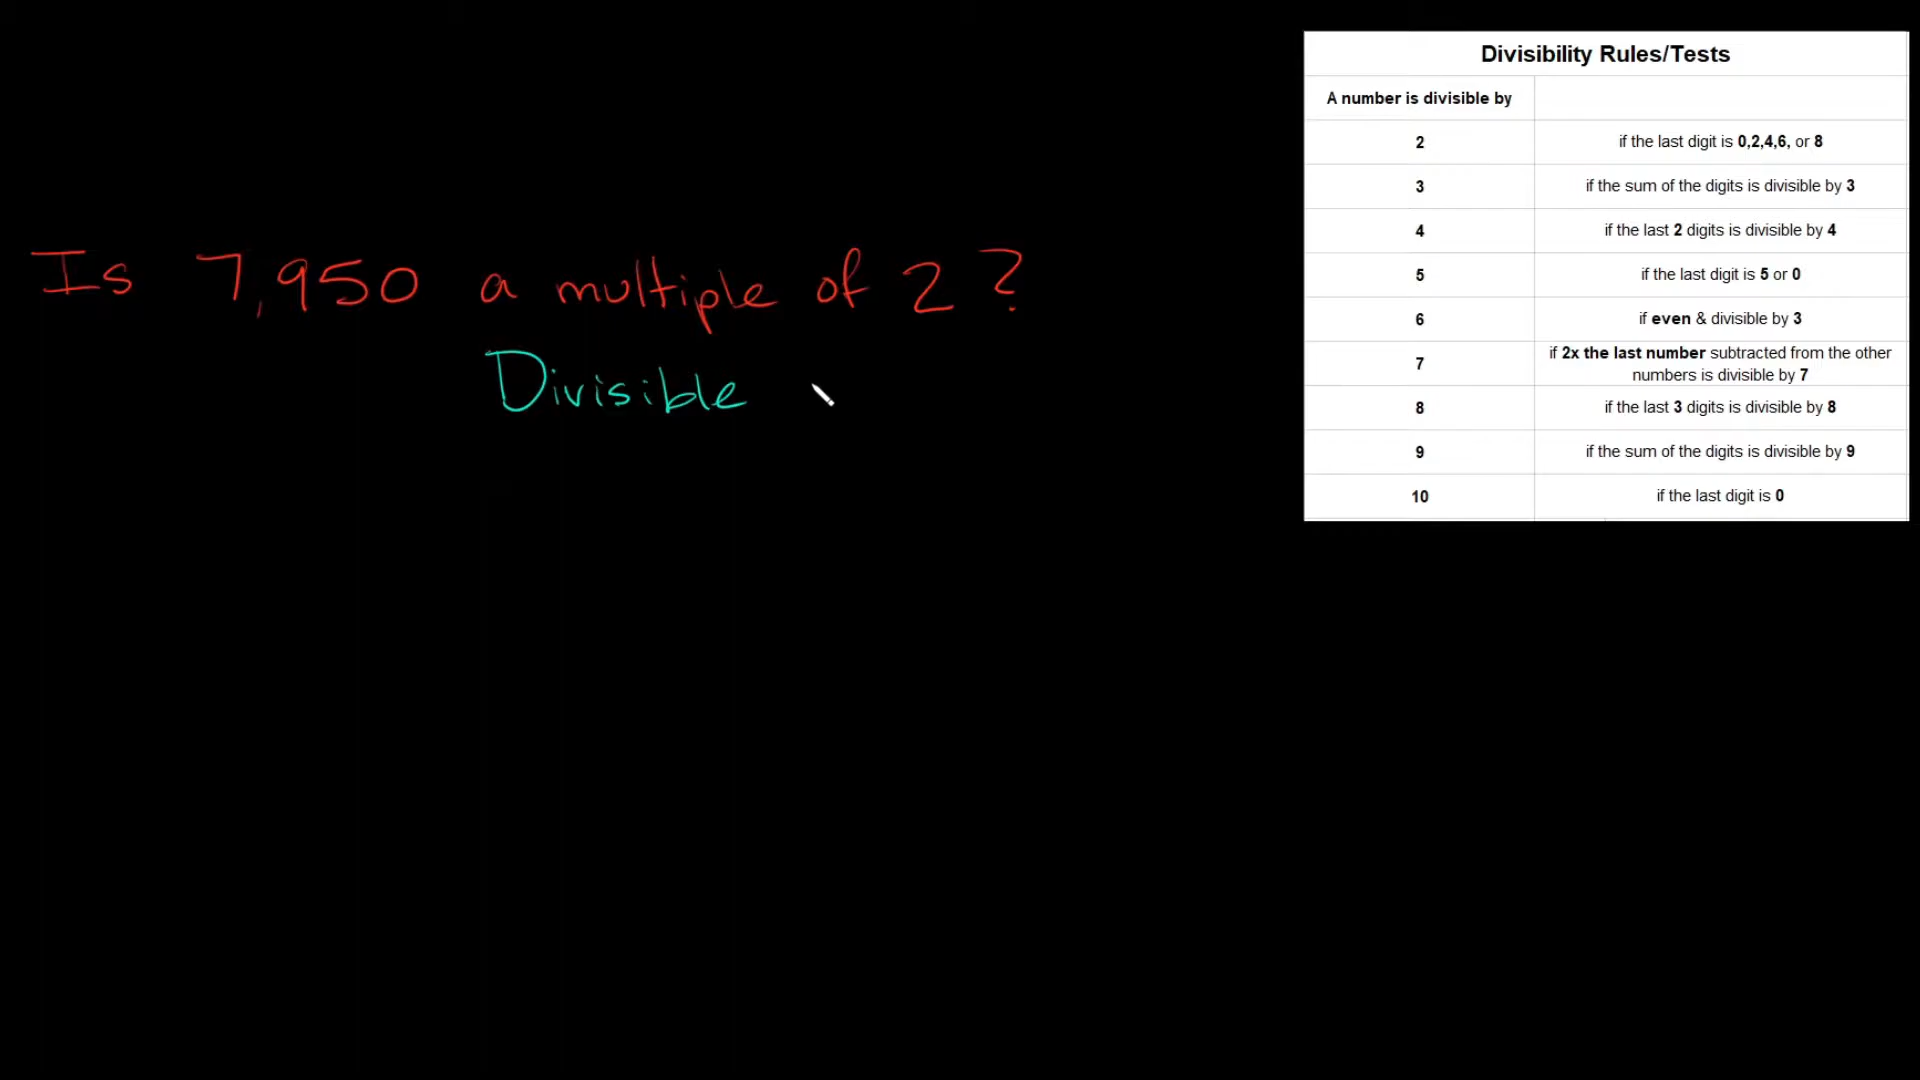 Is 7,950 a multiple of 2?
Divisible
Divisibility Rules/Tests
A number is divisible by
2 if the last digit is 0,2,4,6, or 8
3 if the sum of the digits is divisible by 3
4 if the last 2 digits is divisible by 4
5 if the last digit is 5 or 0
6 if even & divisible by 3
7 if 2x the last number subtracted from the other
numbers is divisible by 7
8 if the last 3 digits is divisible by 8
9 if the sum of the digits is divisible by 9
10 if the last digit is 0